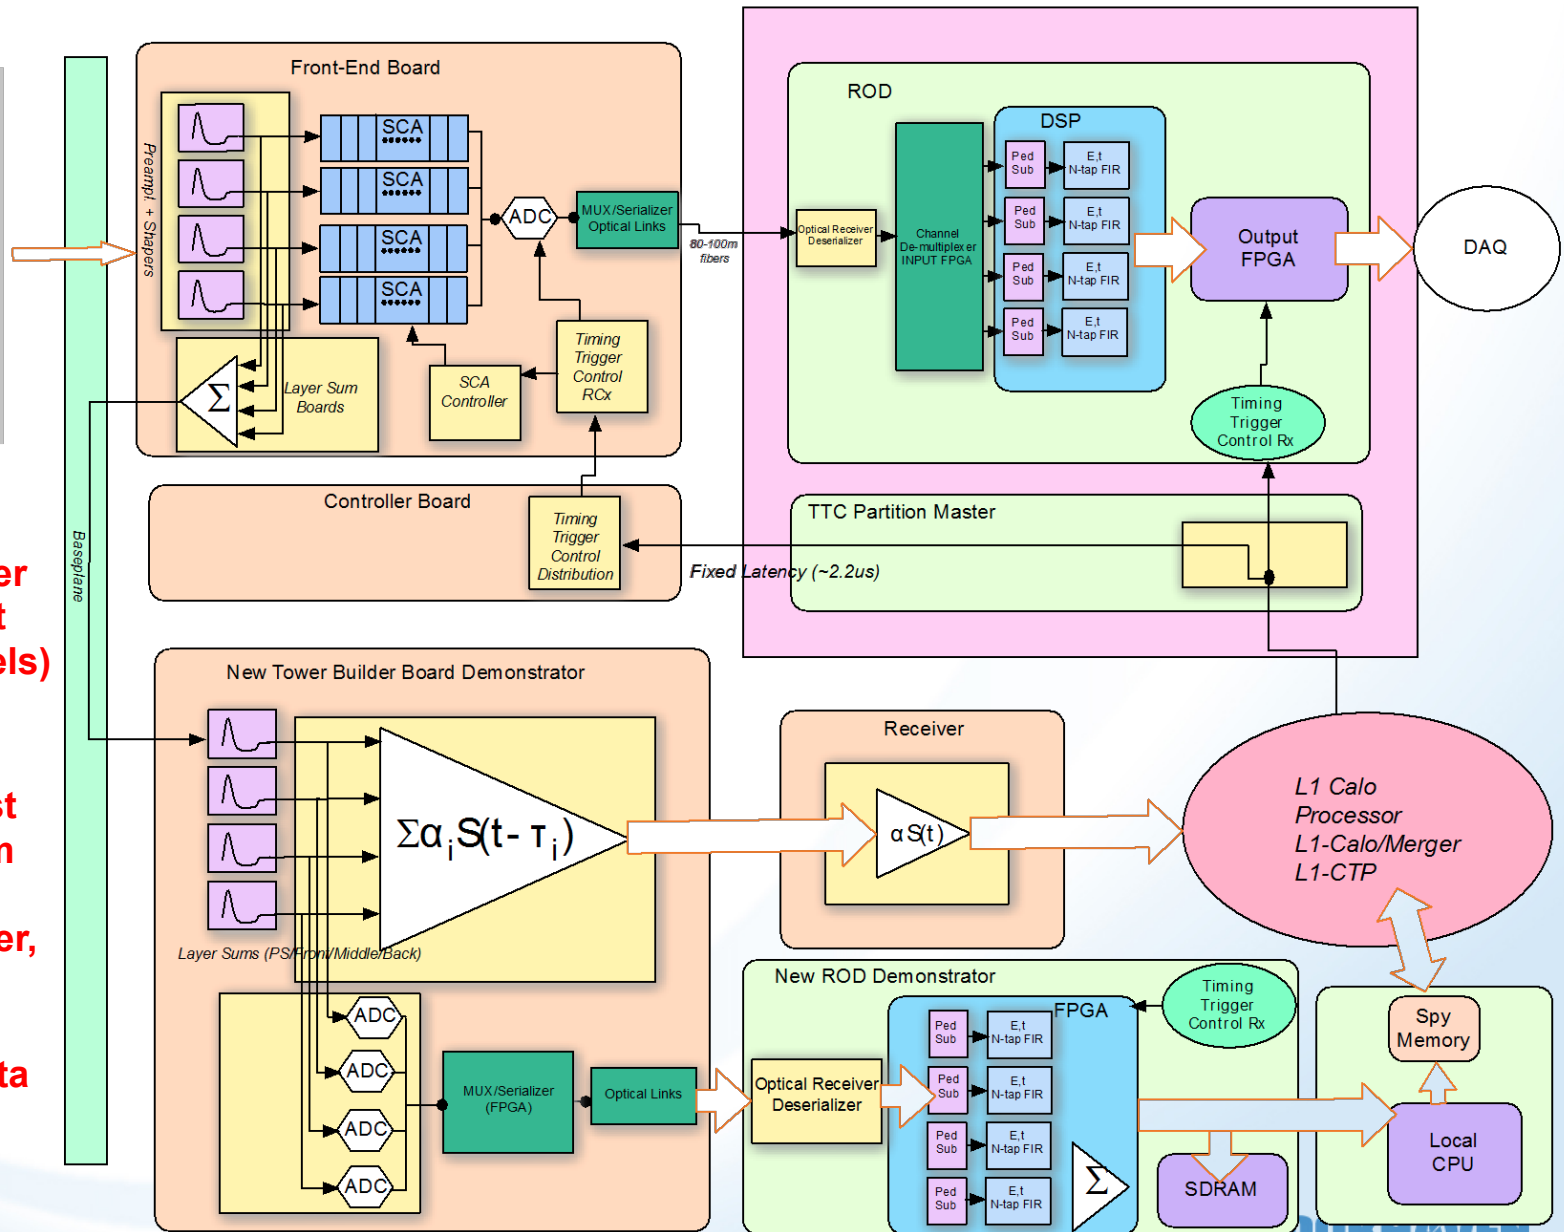 Front-End Board
Preampl. + Shapers
SCA
SCA
SCA
SCA
ADC
MUX/Serializer
Optical Links
80-100m
fibers
Layer Sum
Boards
Σ
SCA
Controller
Timing
Trigger
Control
RCx
Baseplane
Controller Board
Timing
Trigger
Control
Distribution
Fixed Latency (~2.2us)
ROD
Optical Receiver
Deserializer
Channel
De-multiplexer
INPUT FPGA
DSP
Ped
Sub
E,t
N-tap FIR
Ped
Sub
E,t
N-tap FIR
Ped
Sub
E,t
N-tap FIR
Ped
Sub
E,t
N-tap FIR
Output
FPGA
DAQ
Timing
Trigger
Control Rx
TTC Partition Master
er
t
els)
st
n
er,
ta
New Tower Builder Board Demonstrator
Σα_i S(t- τ_i)
Layer Sums (PS/Front/Middle/Back)
ADC
ADC
ADC
ADC
MUX/Serializer
(FPGA)
Optical Links
Receiver
αS(t)
L1 Calo
Processor
L1-Calo/Merger
L1-CTP
New ROD Demonstrator
Optical Receiver
Deserializer
FPGA
Ped
Sub
E,t
N-tap FIR
Ped
Sub
E,t
N-tap FIR
Ped
Sub
E,t
N-tap FIR
Ped
Sub
E,t
N-tap FIR
Σ
Timing
Trigger
Control Rx
SDRAM
Spy
Memory
Local
CPU